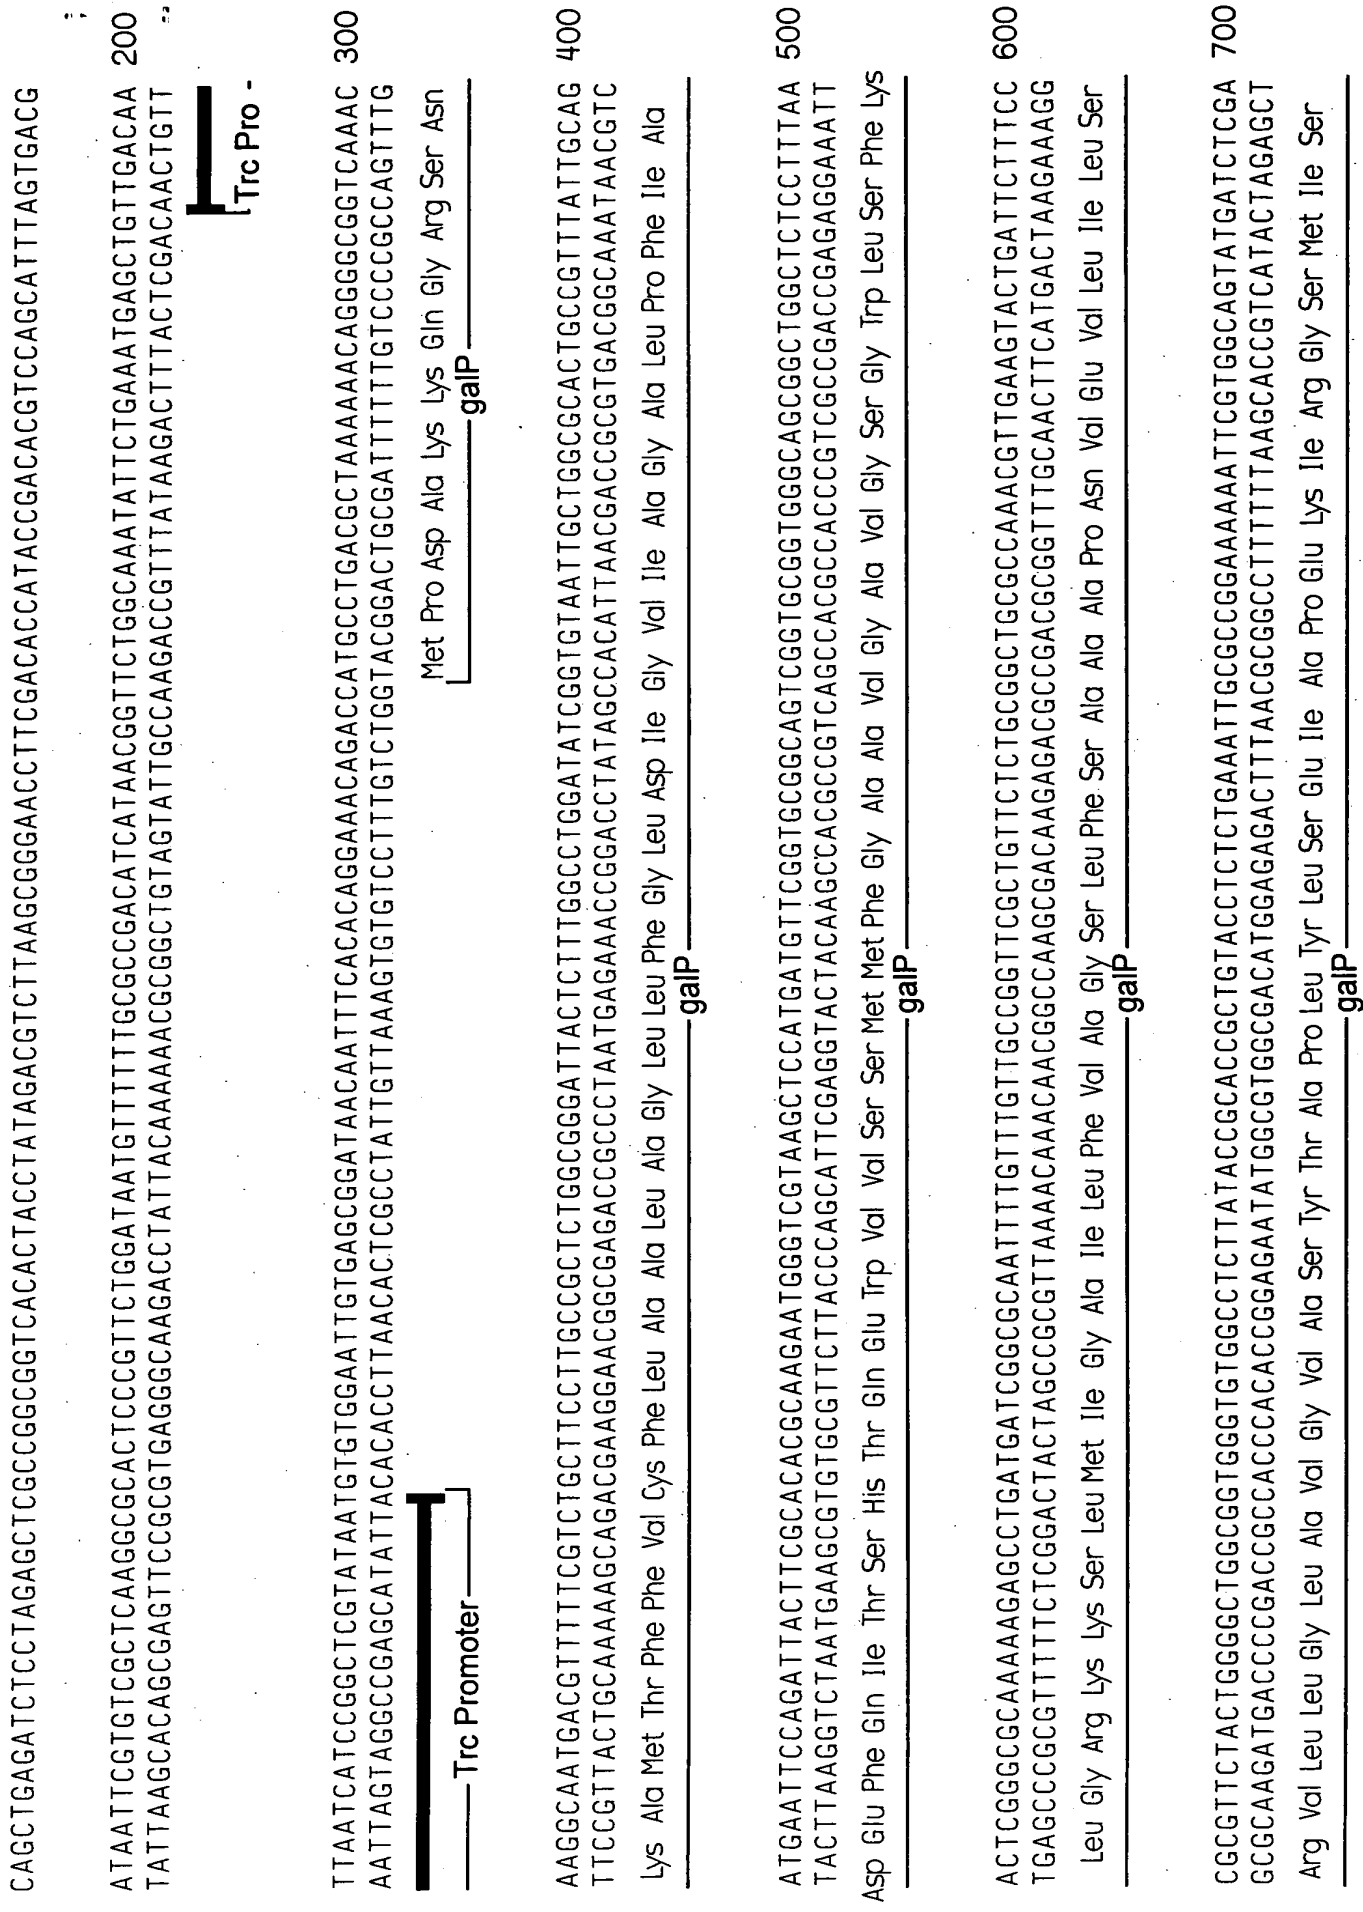 CAGCTGAGATCTCCTAGAGCTCGCCGGCGGTCACACTACCTATAGACGTCTTAAGCGGGAACCTTCGACACCATACCGACACGTCCAGCATTTAGTGACG
ATAATTCGTGTCGCTCAAGGCGCACTCCCGTTCTGGATAATGTTTTTTGCGCCGACATCATAACGGTTCTGGCAAATATTCTGAAATGAGCTGTTGACAA 200
TATTAAGCACAGCGAGTTCCGCGTGAGGGCAAGACCTATTACAAAAAACGCGGCTGTAGTATTGCCAAGACCGTTTATAAGACTTTACTCGACAACTGTT
Trc Pro -
TTAATCATCCGGCTCGTATAATGTGTGGAATTGTGAGCGGATAACAATTTCACACAGGAAACAGACCATGCCTGACGCTAAAAAACAGGGGCGGTCAAAC 300
AATTAGTAGGCCGAGCATATTACACACCTTAACACTCGCCTATTGTTAAAGTGTGTCCTTTGTCTGGTACGGACTGCGATTTTTTGTCCCCGCCAGTTTG
Met Pro Asp Ala Lys Lys Gln Gly Arg Ser Asn
Trc Promoter
galP
AAGGCAATGACGTTTTTCGTCTGCTTCCTTGCCGCTCTGGCGGGATTACTCTTTGGCCTGGATATCGGTGTAATTGCTGGCGCACTGCCGTTTATTGCAG 400
TTCCGTTACTGCAAAAAGCAGACGAAGGAACGGCGAGACCGCCCTAATGAGAAACCGGACCTATAGCCACATTAACGACCGCGTGACGGCAAATAACGTC
Lys Ala Met Thr Phe Phe Val Cys Phe Leu Ala Ala Leu Ala Gly Leu Leu Phe Gly Leu Asp Ile Gly Val Ile Ala Gly Ala Leu Pro Phe Ile Ala
galP
ATGAATTCCAGATTACTTCGCACACGCAAGAATGGGTCGTAAGCTCCATGATGTTCGGTGCGGCAGTCGGTGCGGTGGGCAGCGGCTGGCTCTCCTTTAA 500
TACTTAAGGTCTAATGAAGCGTGTGCGTTCTTACCCAGCATTCGAGGTACTACAAGCCACGCCGTCAGCCACGCCACCCGTCGCCGACCGAGAGGAAATT
Asp Glu Phe Gln Ile Thr Ser His Thr Gln Glu Trp Val Val Ser Ser Met Met Phe Gly Ala Ala Val Gly Ala Val Gly Ser Gly Trp Leu Ser Phe Lys
galP
ACTCGGGCGCAAAAAGAGCCTGATGATCGGCGCAATTTTGTTTGTTGCCGGTTCGCTGTTCTCTGCGGCTGCGCCAAACGTTGAAGTACTGATTCTTTCC 600
TGAGCCCGCGTTTTTCTCGGACTACTAGCCGCGTTAAAACAAACAACGGCCAAGCGACAAGAGACGCCGACGCGGTTTGCAACTTCATGACTAAGAAAGG
Leu Gly Arg Lys Lys Ser Leu Met Ile Gly Ala Ile Leu Phe Val Ala Gly Ser Leu Phe Ser Ala Ala Ala Pro Asn Val Glu Val Leu Ile Leu Ser
galP
CGCGTTCTACTGGGGCTGGCGGTGGGTGTGGCCTCTTATACCGCACCGCTGTACCTCTCTGAAATTGCGCCGGAAAAAATTCGTGGCAGTATGATCTCGA 700
GCGCAAGATGACCCCGACCGCCACCCACACCGGAGAATATGGCGTGGCGACATGGAGAGACTTTAACGCGGCCTTTTTTAAGCACCGTCATACTAGAGCT
Arg Val Leu Leu Gly Leu Ala Val Gly Val Ala Ser Tyr Thr Ala Pro Leu Tyr Leu Ser Glu Ile Ala Pro Glu Lys Ile Arg Gly Ser Met Ile Ser
galP